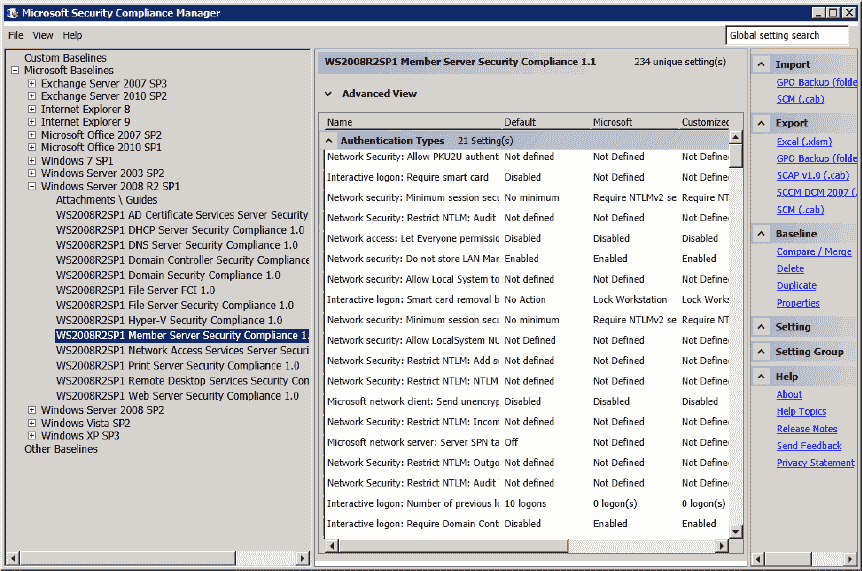 Microsoft Security Compliance Manager
File View Help
Global setting search
Custom Baselines
Microsoft Baselines
Exchange Server 2007 SP3
Exchange Server 2010 SP2
Internet Explorer 8
Internet Explorer 9
Microsoft Office 2007 SP2
Microsoft Office 2010 SP1
Windows 7 SP1
Windows Server 2003 SP2
Windows Server 2008 R2 SP1
Attachments \ Guides
WS2008R2SP1 AD Certificate Services Server Security
WS2008R2SP1 DHCP Server Security Compliance 1.0
WS2008R2SP1 DNS Server Security Compliance 1.0
WS2008R2SP1 Domain Controller Security Compliance
WS2008R2SP1 Domain Security Compliance 1.0
WS2008R2SP1 File Server FCI 1.0
WS2008R2SP1 File Server Security Compliance 1.0
WS2008R2SP1 Hyper-V Security Compliance 1.0
WS2008R2SP1 Member Server Security Compliance 1.
WS2008R2SP1 Network Access Services Server Securi
WS2008R2SP1 Print Server Security Compliance 1.0
WS2008R2SP1 Remote Desktop Services Security Con
WS2008R2SP1 Web Server Security Compliance 1.0
Windows Server 2008 SP2
Windows Vista SP2
Windows XP SP3
Other Baselines
WS2008R2SP1 Member Server Security Compliance 1.1 234 unique setting(s)
Advanced View
Name Default Microsoft Customized
Authentication Types 21 Setting(s)
Network Security: Allow PKU2U authent Not defined Not Defined Not Define
Interactive logon: Require smart card Disabled Not Defined Not Define
Network security: Minimum session secu No minimum Require NTLMv2 se Require NT
Network Security: Restrict NTLM: Audit Not defined Not Defined Not Define
Network access: Let Everyone permissio Disabled Disabled Disabled
Network security: Do not store LAN Mar Enabled Enabled Enabled
Network Security: Allow Local System to Not defined Not Defined Not Define
Interactive logon: Smart card removal b No Action Lock Workstation Lock Works
Network security: Minimum session secu No minimum Require NTLMv2 se Require NT
Network security: Allow LocalSystem NU Not Defined Not Defined Not Define
Network Security: Restrict NTLM: Add se Not defined Not Defined Not Define
Network Security: Restrict NTLM: NTLM Not defined Not Defined Not Define
Microsoft network client: Send unencryp Disabled Disabled Disabled
Network Security: Restrict NTLM: Incom Not defined Not Defined Not Define
Microsoft network server: Server SPN ta Off Not Defined Not Define
Network Security: Restrict NTLM: Outgo Not defined Not Defined Not Define
Network Security: Restrict NTLM: Audit Not defined Not Defined Not Define
Interactive logon: Number of previous lo 10 logons 0 logon(s) 0 logon(s)
Interactive logon: Require Domain Cont Disabled Enabled Enabled
Import
GPO Backup (folde
SCM (.cab)
Export
Excel (.xlsm)
GPO Backup (folde
SCAP v1.0 (.cab)
SCCM DCM 2007 (.
SCM (.cab)
Baseline
Compare / Merge
Delete
Duplicate
Properties
Setting
Setting Group
Help
About
Help Topics
Release Notes
Send Feedback
Privacy Statement